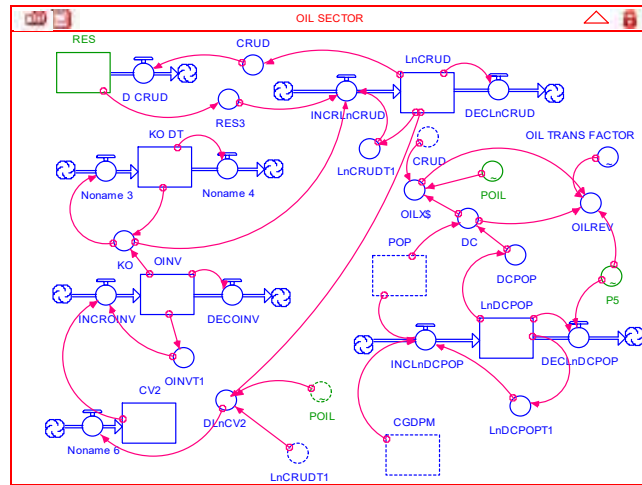 OIL SECTOR
RES
CRUD
LnCRUD
D CRUD
RES3
INCRLnCRUD
DECLnCRUD
KO DT
OIL TRANS FACTOR
CRUD
LnCRUDT1
Noname 3
Noname 4
POIL
OILX$
OILREV
POP
DC
KO
OINV
DCPOP
P5
LnDCPOP
INCROINV
DECOINV
INCLnDCPOP
DECLnDCPOP
OINVT1
CV2
CGDPM
DLnCV2
POIL
LnDCPOPT1
Noname 6
LnCRUDT1